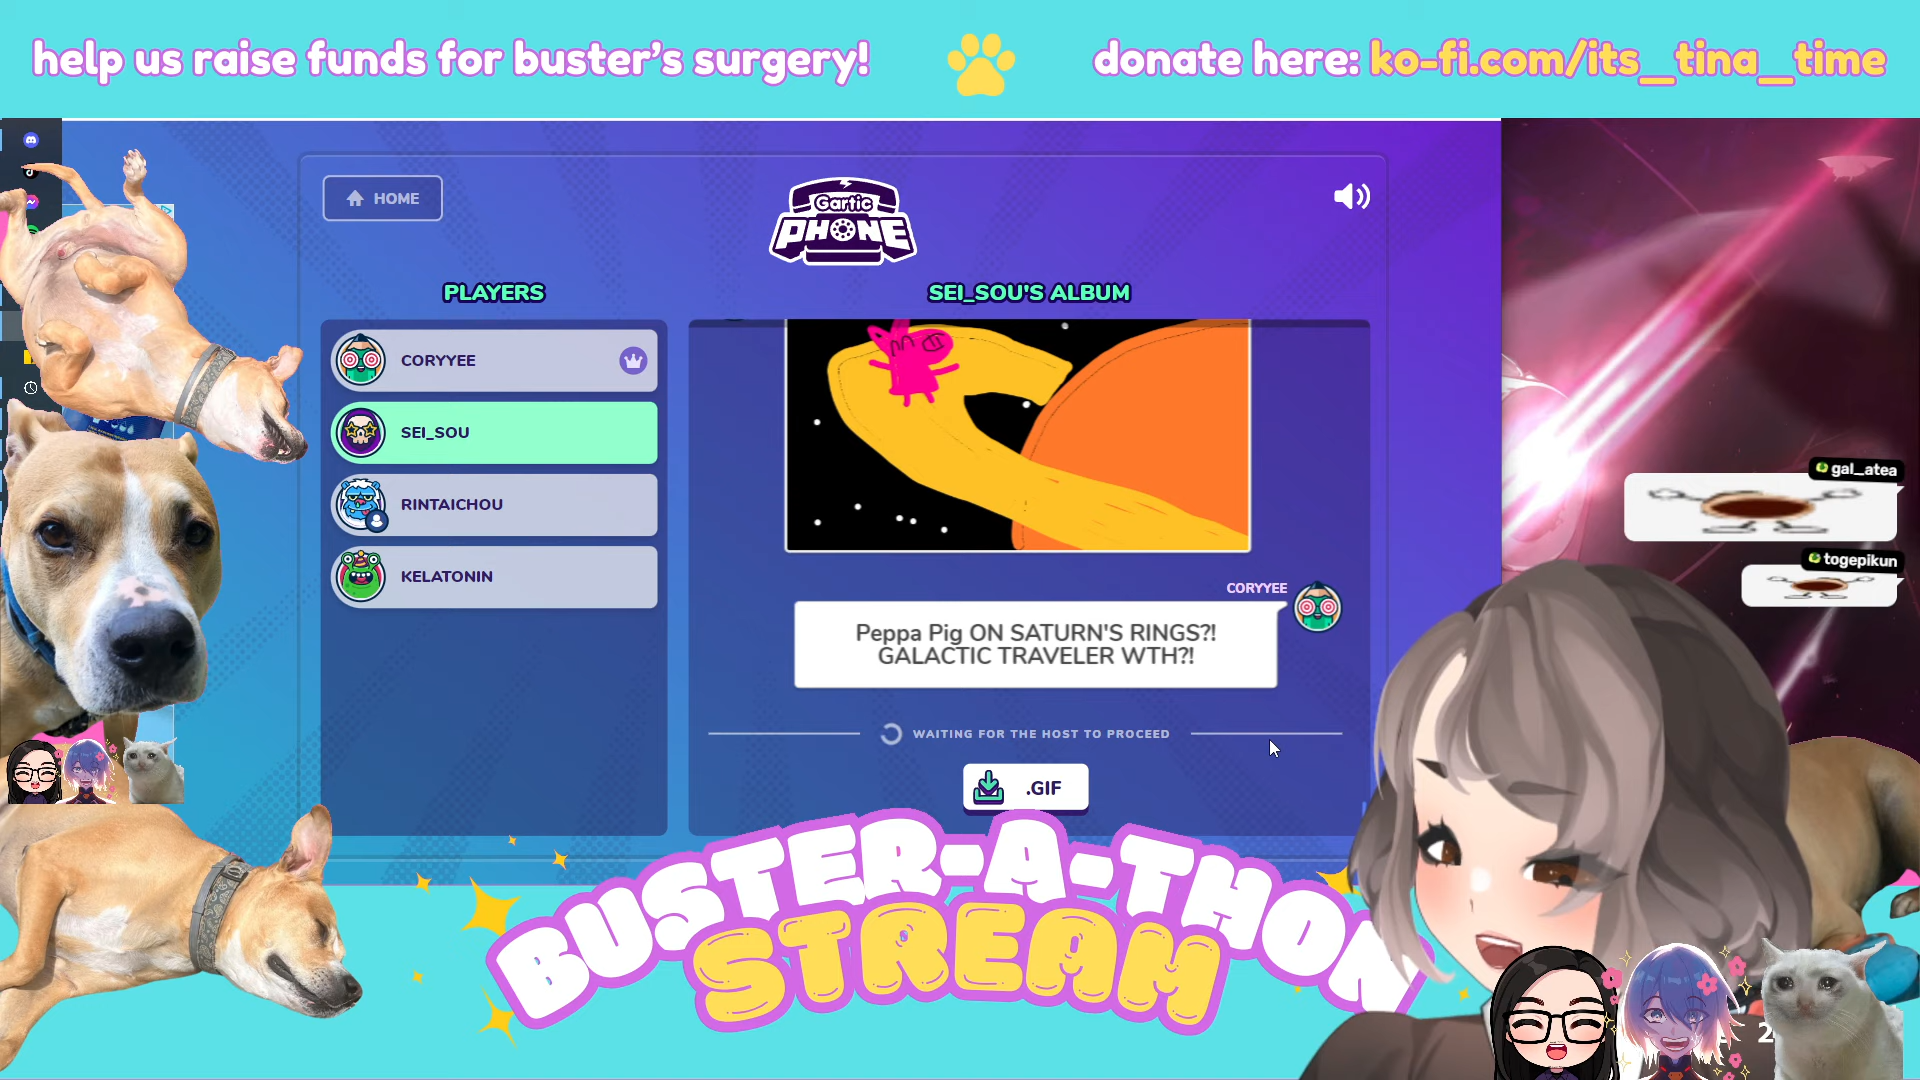 help us raise funds for buster's surgery!
donate here: ko-fi.com/its_tina_time
HOME
Gartic
PHONE
PLAYERS
SEI_SOU'S ALBUM
CORYYEE
SEI_SOU
RINTAICHOU
KELATONIN
CORYYEE
Peppa Pig ON SATURN'S RINGS?!
GALACTIC TRAVELER WTH?!
WAITING FOR THE HOST TO PROCEED
.GIF
gal_atea
togepikun
BUSTER-A-THON
STREAM